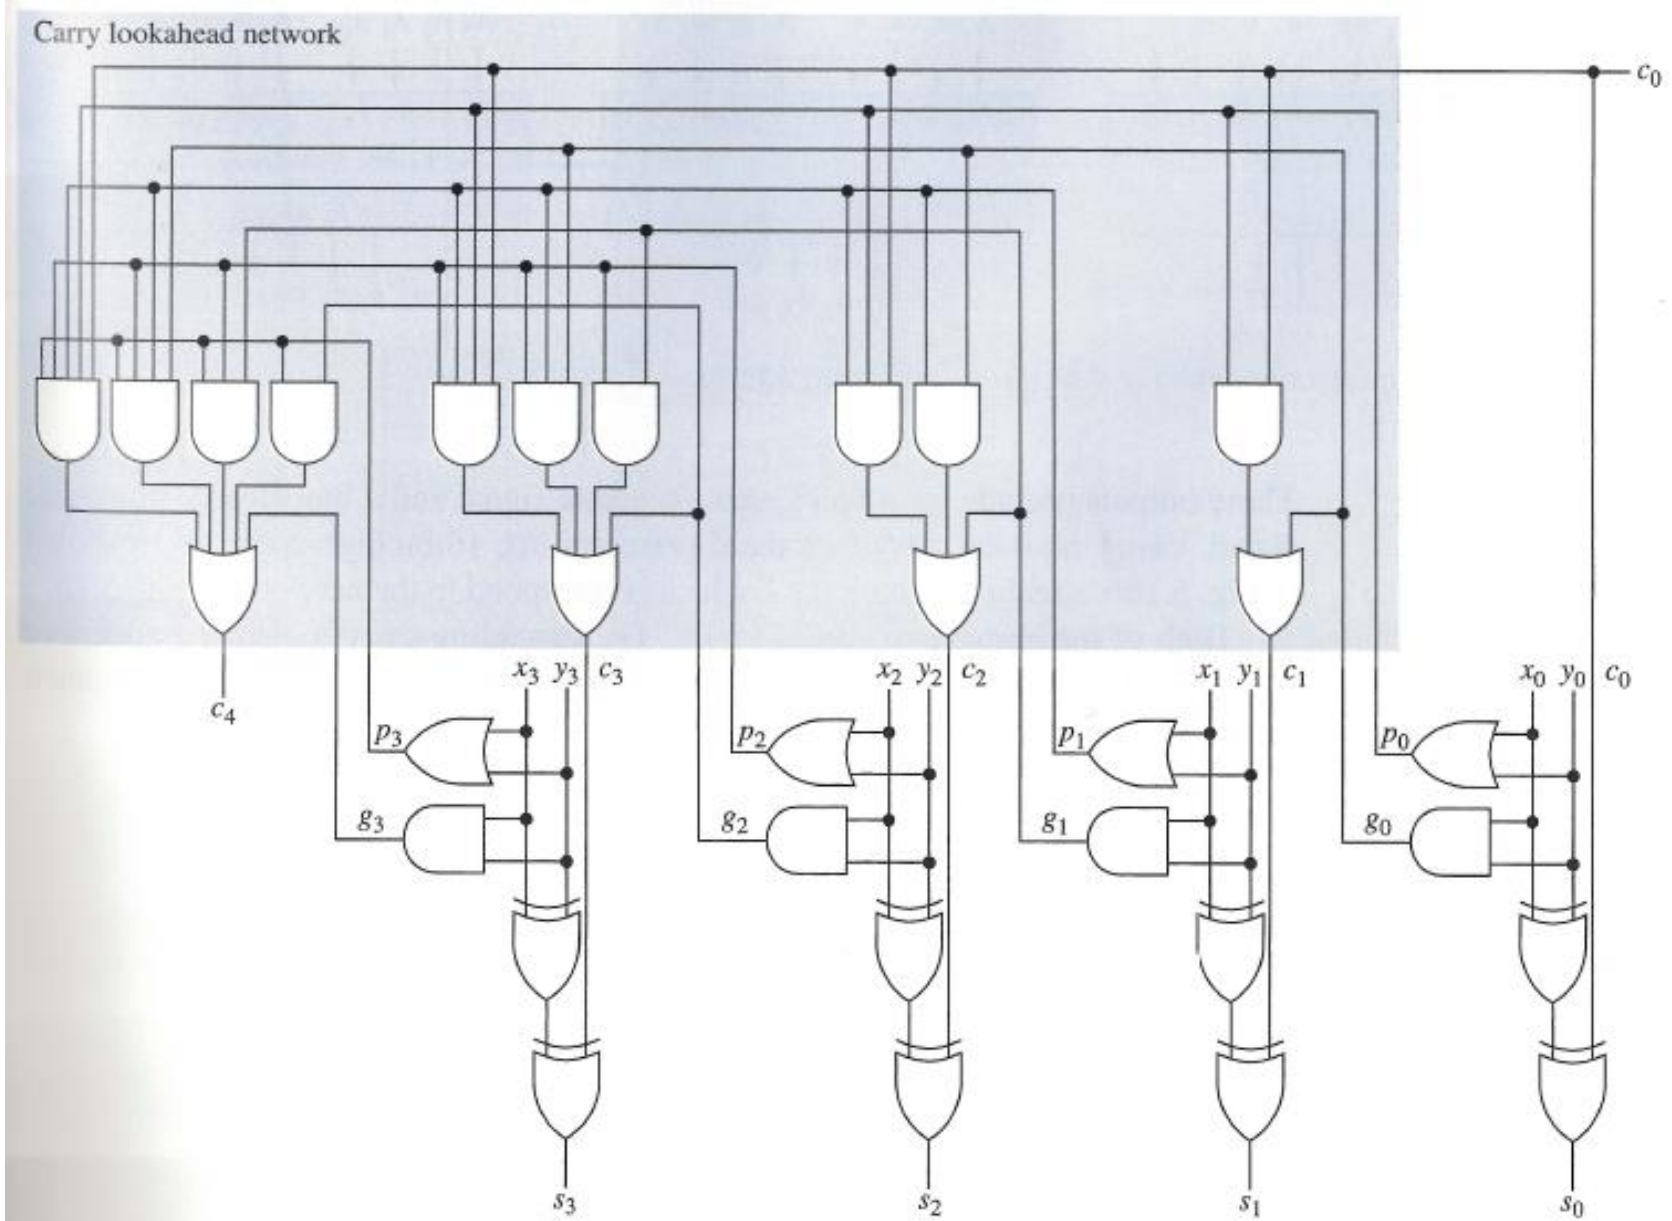 Carry lookahead network
c0
x3 y3 c3 x2 y2 c2 x1 y1 c1 x0 y0 c0
c4
p3 p2 p1 p0
g3 g2 g1 g0
s3 s2 s1 s0